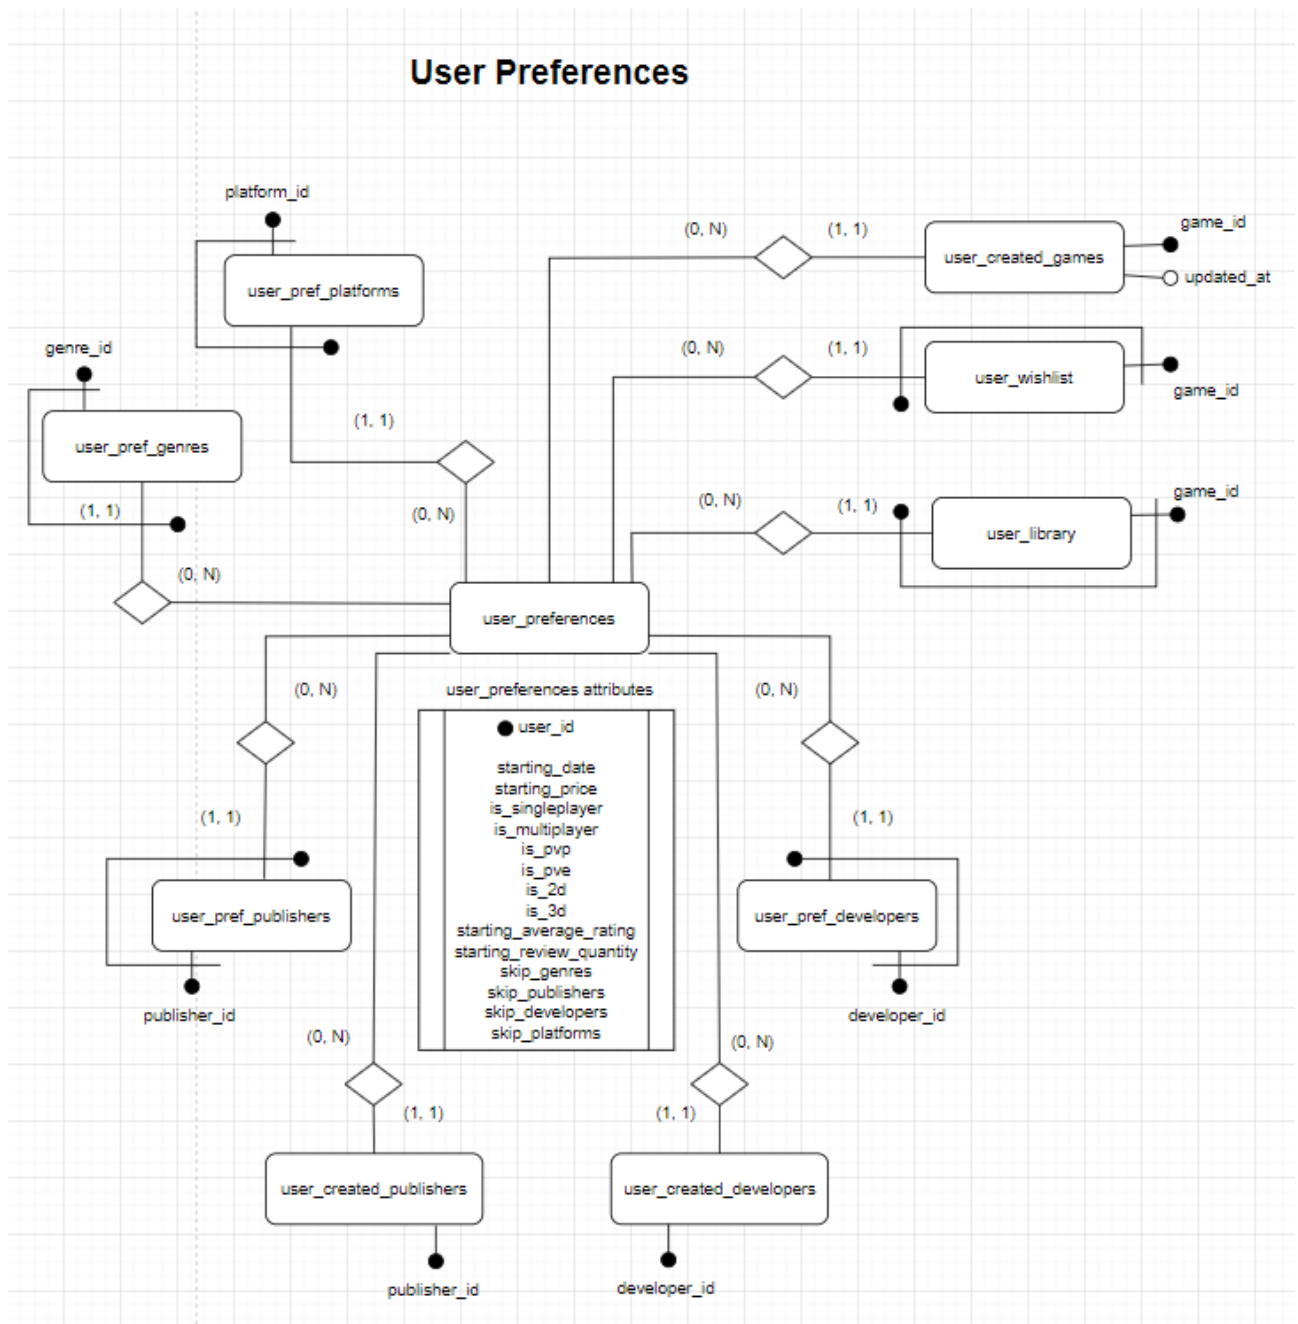 User Preferences
platform_id
user_pref_platforms
(1, 1)
(0, N)
genre_id
user_pref_genres
(1, 1)
(0, N)
(0, N)
(1, 1)
user_created_games
game_id
updated_at
(0, N)
(1, 1)
user_wishlist
game_id
(0, N)
(1, 1)
user_library
game_id
user_preferences
user_preferences attributes
user_id
starting_date
starting_price
is_singleplayer
is_multiplayer
is_pvp
is_pve
is_2d
is_3d
starting_average_rating
starting_review_quantity
skip_genres
skip_publishers
skip_developers
skip_platforms
(0, N)
(1, 1)
user_pref_publishers
publisher_id
(0, N)
(1, 1)
user_pref_developers
developer_id
(0, N)
(1, 1)
user_created_publishers
publisher_id
(0, N)
(1, 1)
user_created_developers
developer_id